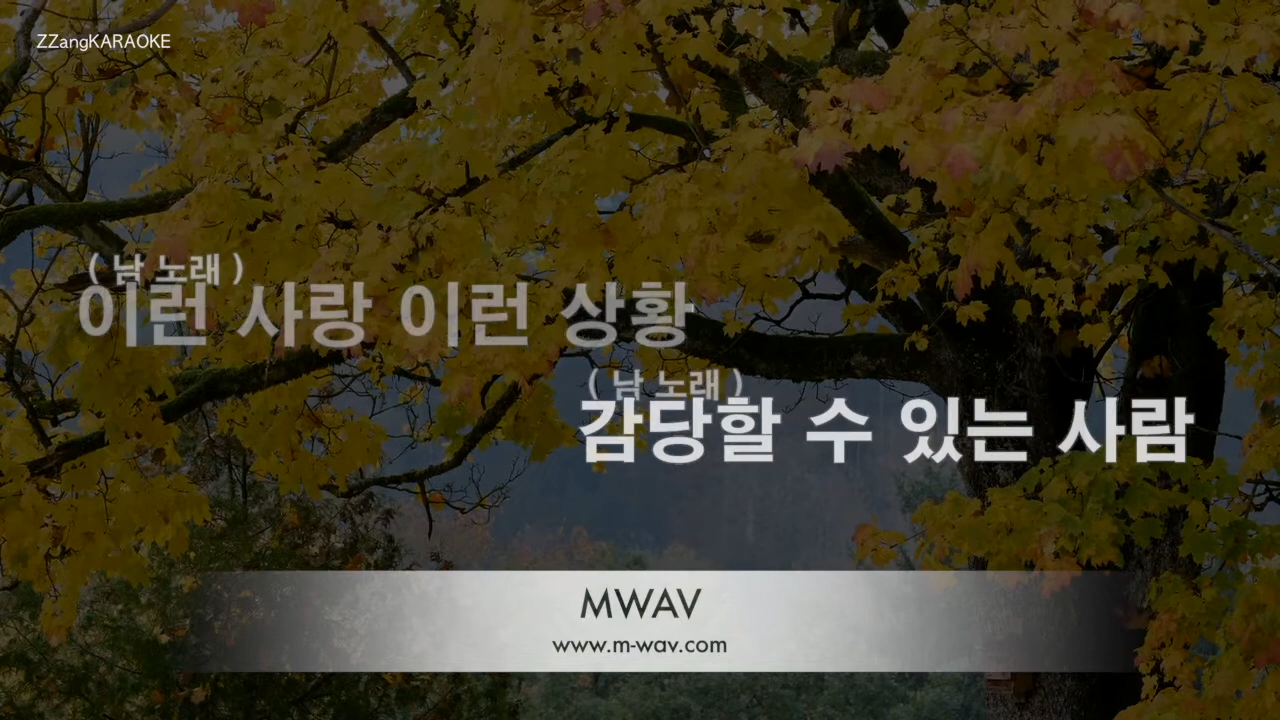 ZZangKARAOKE
( 남 노래 )
이런 사랑 이런 상황
( 남 노래 )
감당할 수 있는 사람
MWAV
www.m-wav.com